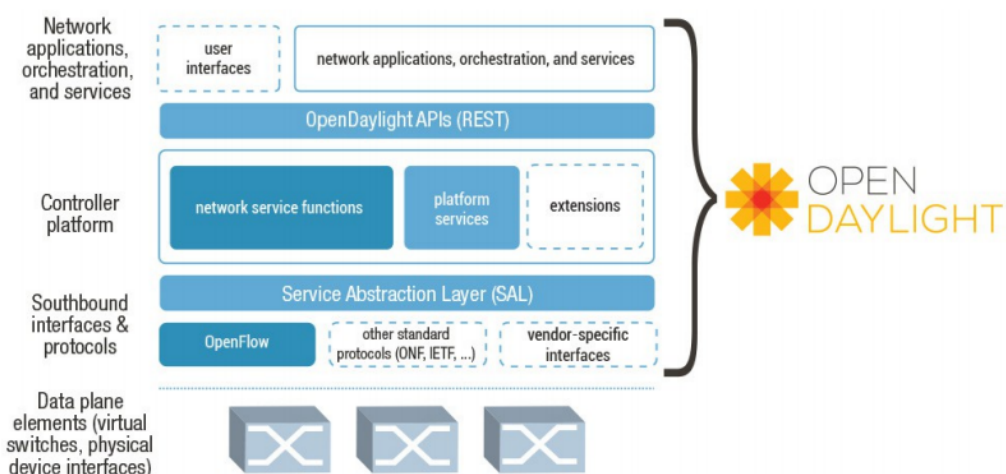 Network
applications,
orchestration,
and services
user
interfaces
network applications, orchestration, and services
OpenDaylight APIs (REST)
Controller
platform
network service functions
platform
services
extensions
OPEN
DAYLIGHT
Southbound
interfaces &
protocols
Service Abstraction Layer (SAL)
OpenFlow
other standard
protocols (ONF, IETF, ...)
vendor-specific
interfaces
Data plane
elements (virtual
switches, physical
device interfaces)